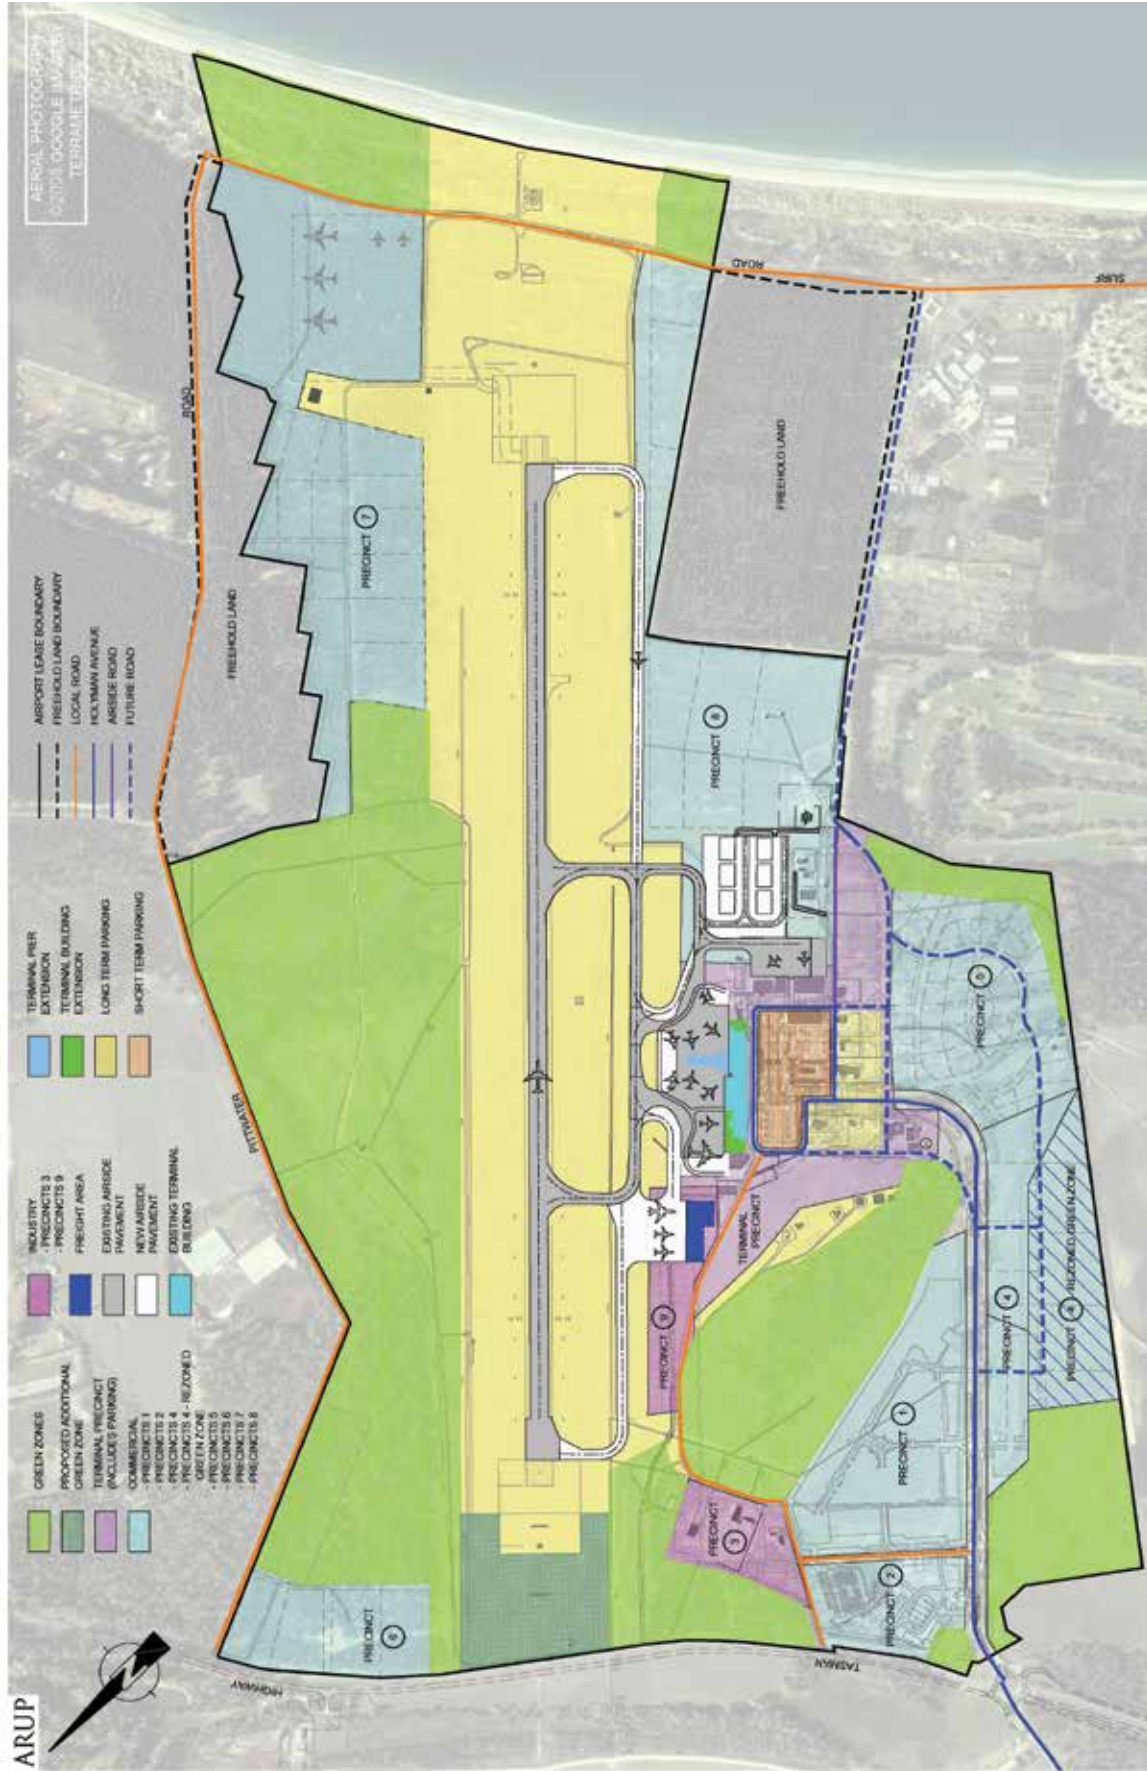 ARUP
GREEN ZONES
PROPOSED ADDITIONAL
GREEN ZONE
TERMINAL PRECINCT
(INCLUDES PARKING)
COMMERCIAL
- PRECINCTS 1
- PRECINCTS 2
- PRECINCTS 4
- PRECINCTS 4 - REZONED
GREEN ZONE
- PRECINCTS 5
- PRECINCTS 6
- PRECINCTS 7
- PRECINCTS 8
INDUSTRY
- PRECINCTS 3
- PRECINCTS 9
FREIGHT AREA
EXISTING AIRSIDE
PAVEMENT
NEW AIRSIDE
PAVEMENT
EXISTING TERMINAL
BUILDING
TERMINAL PIER
EXTENSION
TERMINAL BUILDING
EXTENSION
LONG TERM PARKING
SHORT TERM PARKING
AIRPORT LEASE BOUNDARY
FREEHOLD LAND BOUNDARY
LOCAL ROAD
HOLYMAN AVENUE
AIRSIDE ROAD
FUTURE ROAD
AERIAL PHOTOGRAPH
TERRAMETRICS
HIGHWAY
PITTWATER
ROAD
FREEHOLD LAND
PRECINCT 6
PRECINCT 7
PRECINCT 9
PRECINCT 3
TERMINAL
PRECINCT
PRECINCT 8
FREEHOLD LAND
ROAD
SURF
TASMAN
PRECINCT 2
PRECINCT 1
PRECINCT 5
PRECINCT 4
PRECINCT 4 - REZONED GREEN ZONE